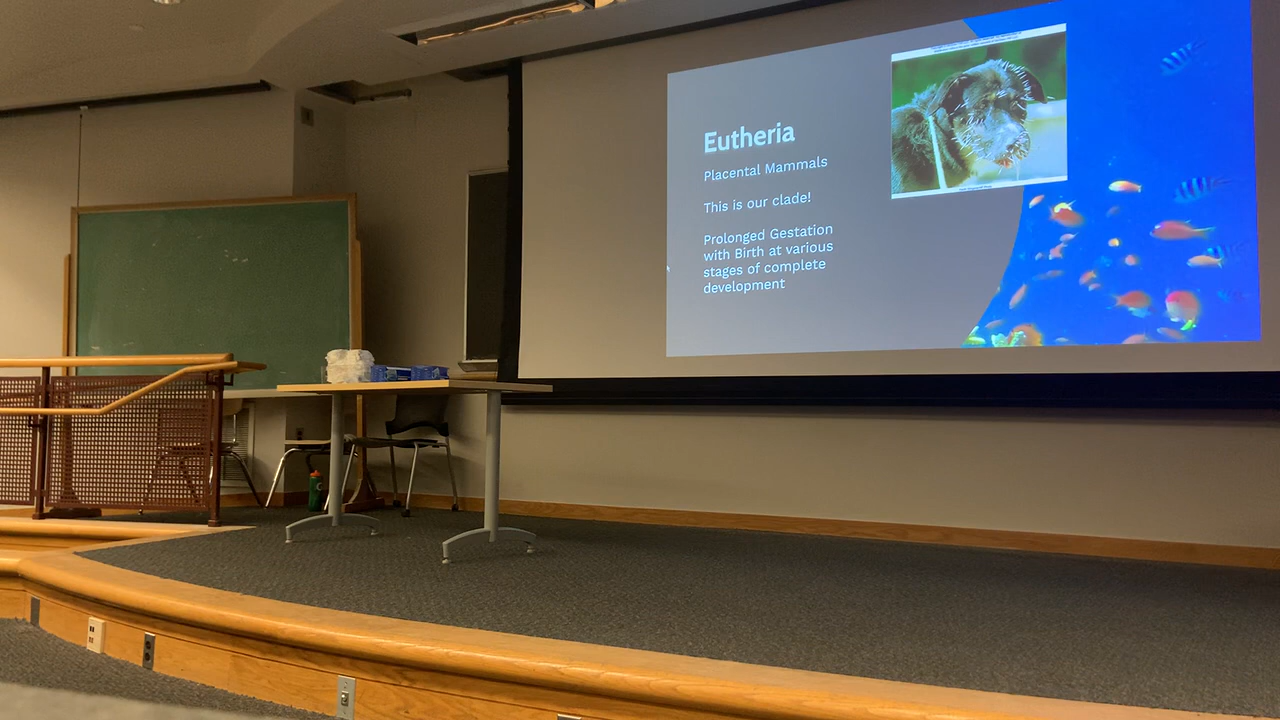 Eutheria
Placental Mammals
This is our clade!
Prolonged Gestation
with Birth at various
stages of complete
development